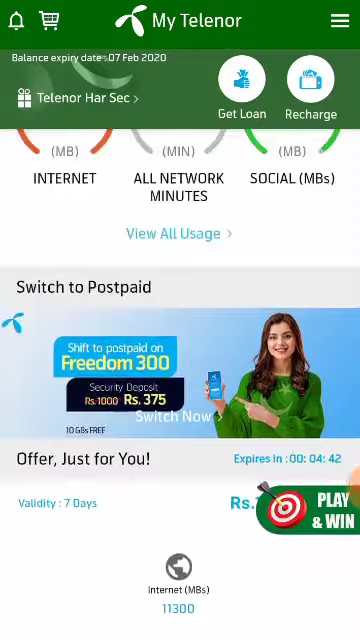 My Telenor
Balance expiry date : 07 Feb 2020
Telenor Har Sec >
Get Loan
Recharge
(MB)
(MIN)
(MB)
INTERNET
ALL NETWORK
MINUTES
SOCIAL (MBs)
View All Usage >
Switch to Postpaid
Shift to postpaid on
Freedom 300
Security Deposit
Rs.1000 Rs. 375
Switch Now >
10 GBs FREE
Offer, Just for You!
Expires in : 00: 04: 42
Validity : 7 Days
Rs.
PLAY
& WIN
Internet (MBs)
11300